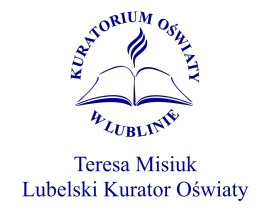 KURATORIUM OŚWIATY
W LUBLINIE
Teresa Misiuk
Lubelski Kurator Oświaty